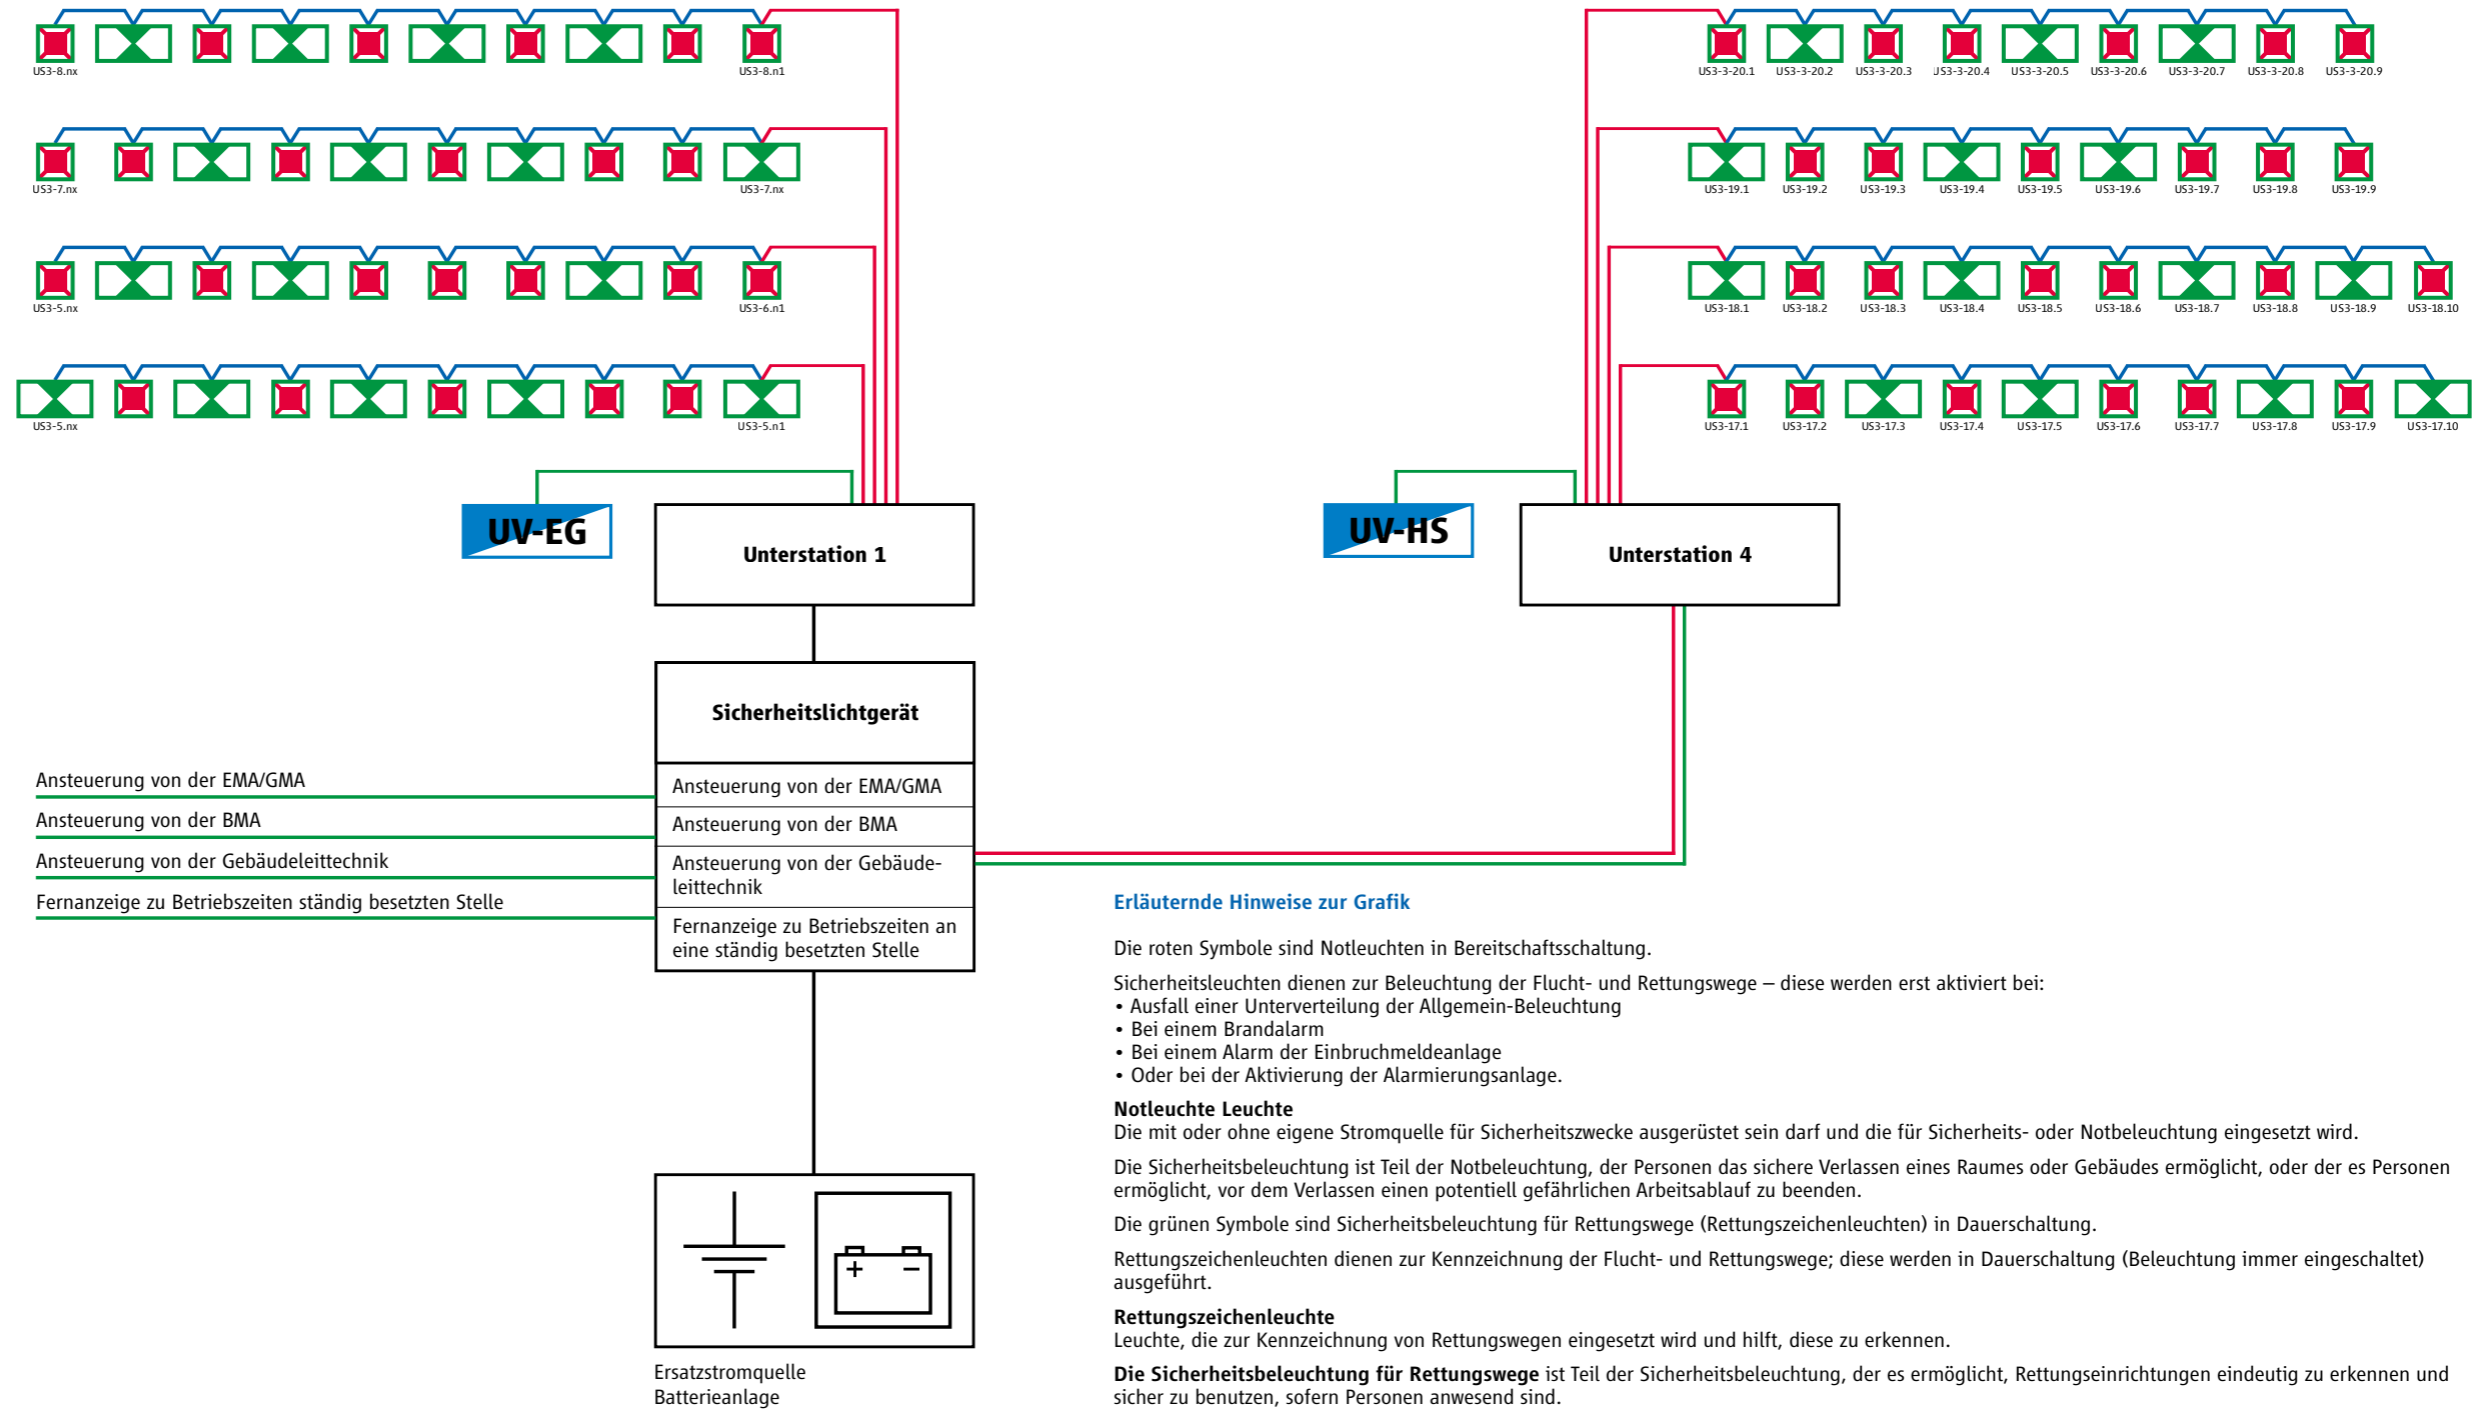 US3-8.nx
US3-8.n1
US3-3-20.1
US3-3-20.2
US3-3-20.3
JS3-3-20.4
US3-3-20.5
US3-3-20.6
US3-3-20.7
US3-3-20.8
US3-3-20.9
US3-7.nx
US3-7.nx
US3-19.1
US3-19.2
US3-19.3
US3-19.4
US3-19.5
US3-19.6
US3-19.7
US3-19.8
US3-19.9
US3-5.nx
US3-6.n1
US3-18.1
US3-18.2
US3-18.3
US3-18.4
US3-18.5
US3-18.6
US3-18.7
US3-18.8
US3-18.9
US3-18.10
US3-5.nx
US3-5.n1
US3-17.1
US3-17.2
US3-17.3
US3-17.4
US3-17.5
US3-17.6
US3-17.7
US3-17.8
US3-17.9
US3-17.10
UV-EG
Unterstation 1
UV-HS
Unterstation 4
Sicherheitslichtgerät
Ansteuerung von der EMA/GMA
Ansteuerung von der BMA
Ansteuerung von der Gebäudeleittechnik
Fernanzeige zu Betriebszeiten ständig besetzten Stelle
Ansteuerung von der EMA/GMA
Ansteuerung von der BMA
Ansteuerung von der Gebäude-
leittechnik
Fernanzeige zu Betriebszeiten an
eine ständig besetzten Stelle
+ −
Ersatzstromquelle
Batterieanlage
Erläuternde Hinweise zur Grafik
Die roten Symbole sind Notleuchten in Bereitschaftsschaltung.
Sicherheitsleuchten dienen zur Beleuchtung der Flucht- und Rettungswege – diese werden erst aktiviert bei:
• Ausfall einer Unterverteilung der Allgemein-Beleuchtung
• Bei einem Brandalarm
• Bei einem Alarm der Einbruchmeldeanlage
• Oder bei der Aktivierung der Alarmierungsanlage.
Notleuchte Leuchte
Die mit oder ohne eigene Stromquelle für Sicherheitszwecke ausgerüstet sein darf und die für Sicherheits- oder Notbeleuchtung eingesetzt wird.
Die Sicherheitsbeleuchtung ist Teil der Notbeleuchtung, der Personen das sichere Verlassen eines Raumes oder Gebäudes ermöglicht, oder der es Personen
ermöglicht, vor dem Verlassen einen potentiell gefährlichen Arbeitsablauf zu beenden.
Die grünen Symbole sind Sicherheitsbeleuchtung für Rettungswege (Rettungszeichenleuchten) in Dauerschaltung.
Rettungszeichenleuchten dienen zur Kennzeichnung der Flucht- und Rettungswege; diese werden in Dauerschaltung (Beleuchtung immer eingeschaltet)
ausgeführt.
Rettungszeichenleuchte
Leuchte, die zur Kennzeichnung von Rettungswegen eingesetzt wird und hilft, diese zu erkennen.
Die Sicherheitsbeleuchtung für Rettungswege ist Teil der Sicherheitsbeleuchtung, der es ermöglicht, Rettungseinrichtungen eindeutig zu erkennen und
sicher zu benutzen, sofern Personen anwesend sind.